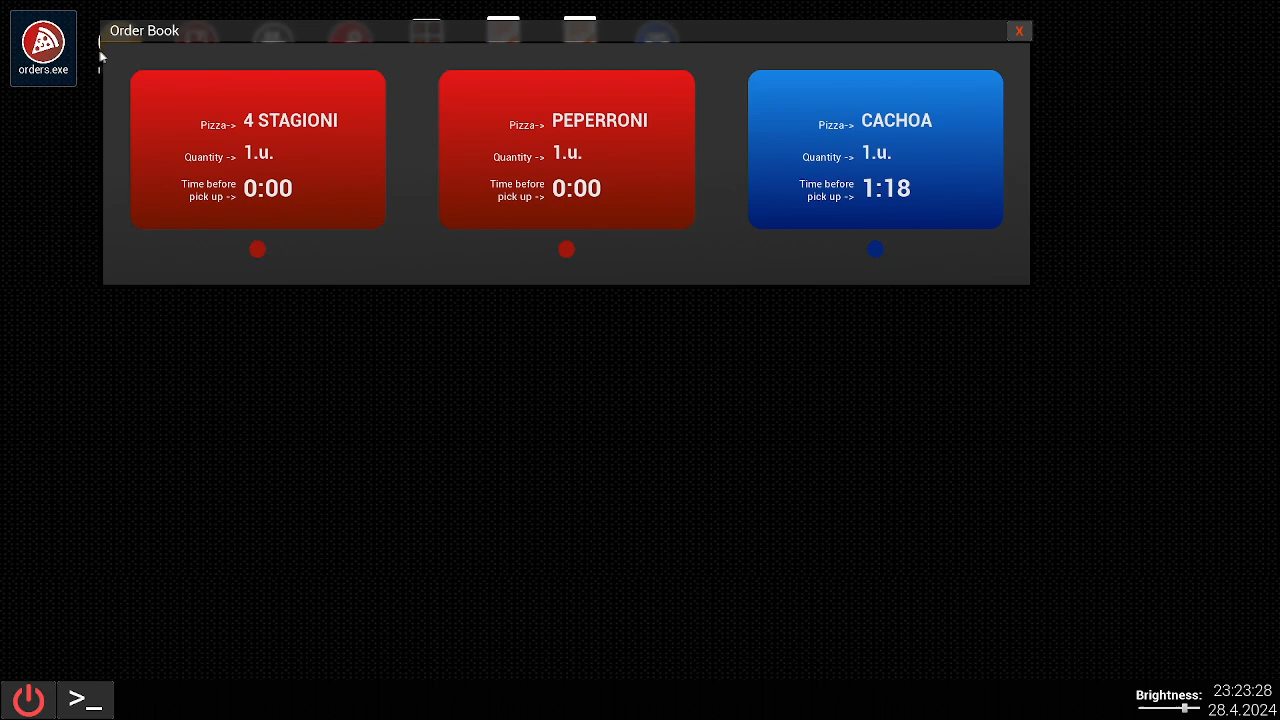 Order Book
X
orders.exe
Pizza-> 4 STAGIONI
Quantity -> 1.u.
Time before
pick up -> 0:00
Pizza-> PEPERRONI
Quantity -> 1.u.
Time before
pick up -> 0:00
Pizza-> CACHOA
Quantity -> 1.u.
Time before
pick up -> 1:18
>_
Brightness:
23:23:28
28.4.2024